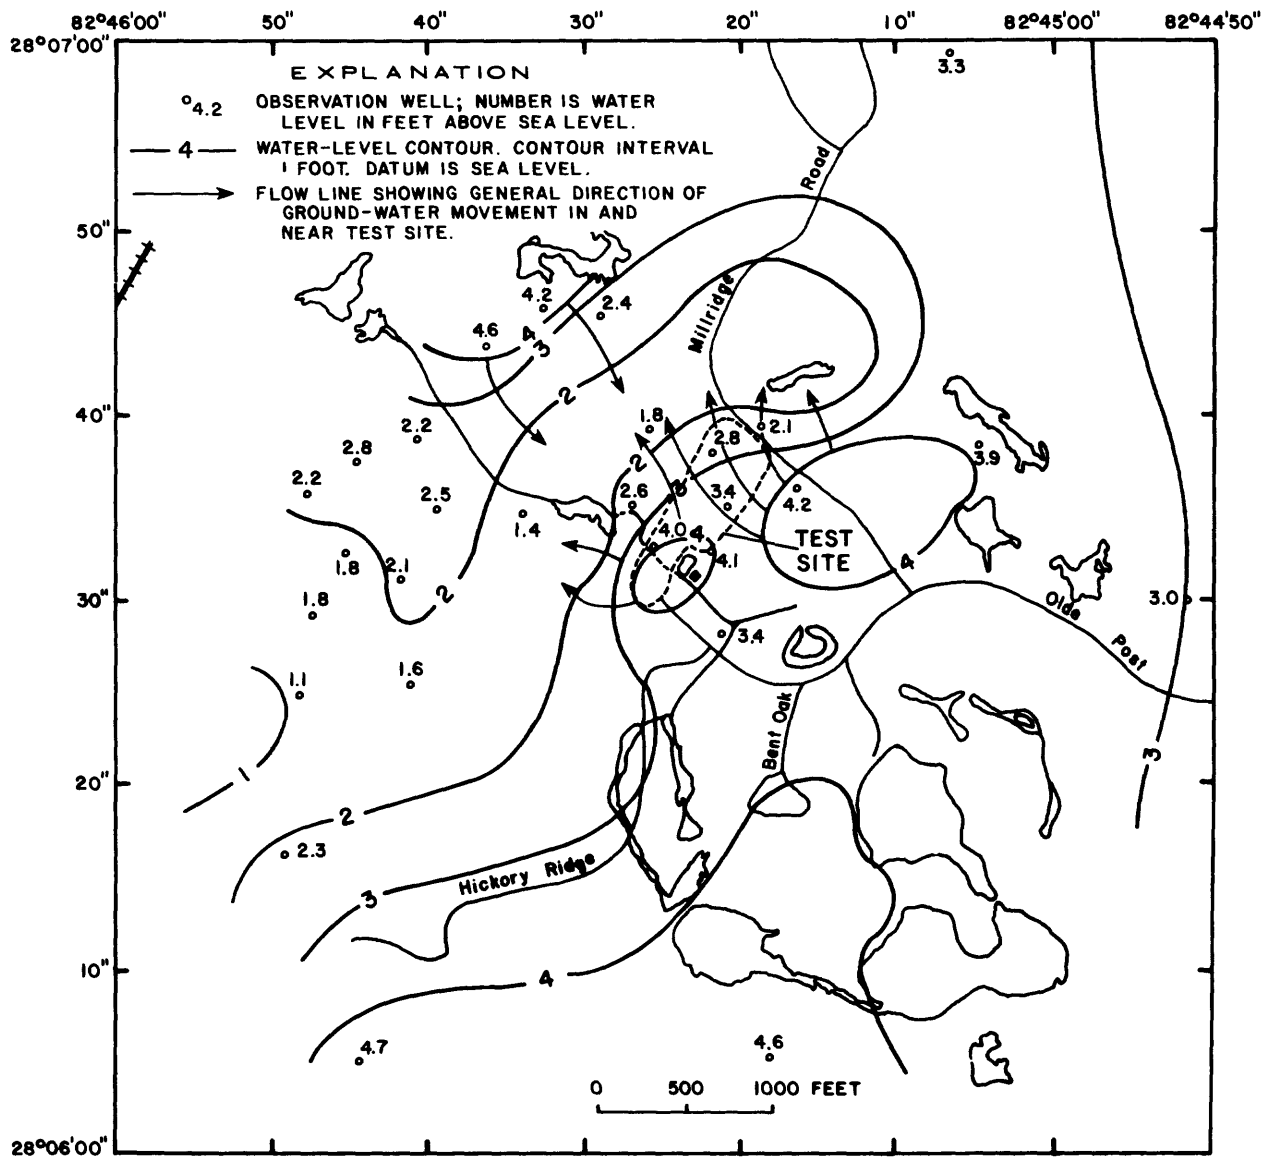 82°46'00" 50" 40" 30" 20" 10" 82°45'00" 82°44'50"
28°07'00"
EXPLANATION
4.2 OBSERVATION WELL; NUMBER IS WATER
LEVEL IN FEET ABOVE SEA LEVEL.
4 WATER-LEVEL CONTOUR. CONTOUR INTERVAL
1 FOOT. DATUM IS SEA LEVEL.
FLOW LINE SHOWING GENERAL DIRECTION OF
GROUND-WATER MOVEMENT IN AND
NEAR TEST SITE.
3.3
Road
50"
Millridge
4.2
2.4
4.6
4
3
2
40"
2.2
1.8
2.1
2.8
2.8
3.9
2
2.2
2.5
2.6
3
3.4
4.2
1.4
4.0
4
TEST
SITE
1.8
2.1
4.1
4
30"
2
1.8
3.0
Olde
Post
3.4
1.1
1.6
Bent Oak
3
1
20"
2
2.3
Hickory Ridge
3
10"
4
4.7
4.6
0 500 1000 FEET
28°06'00"